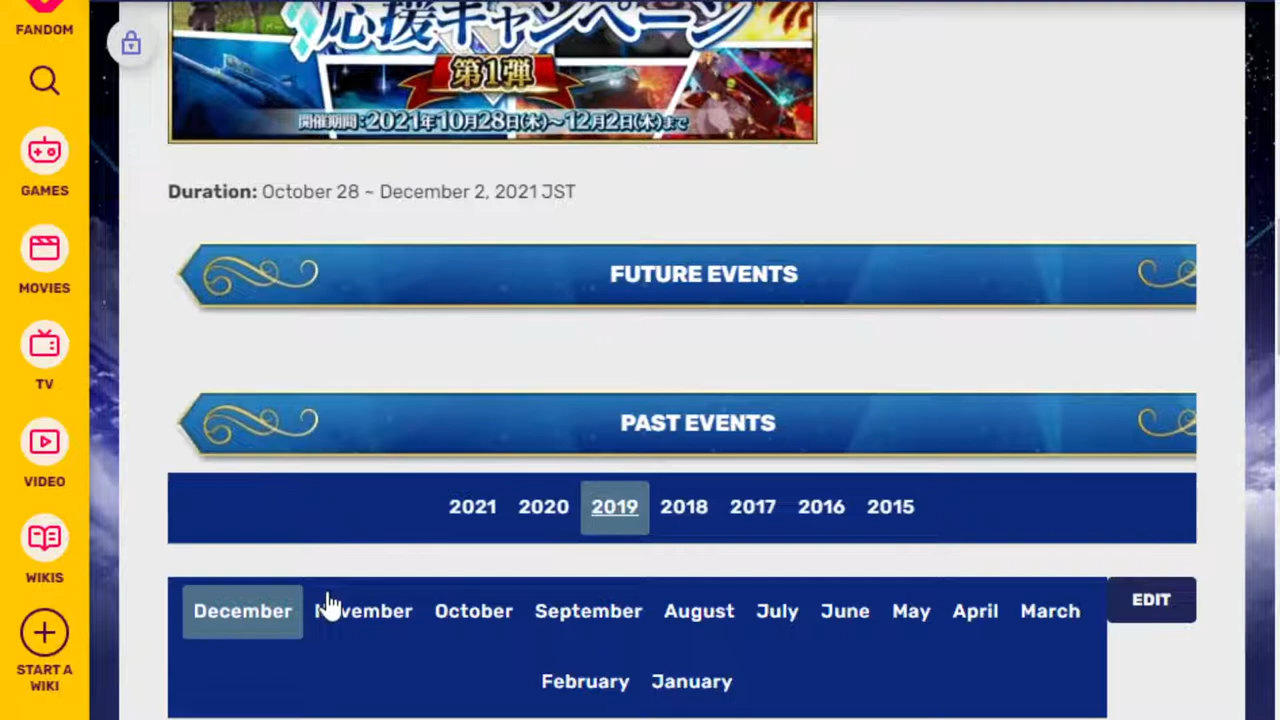 FANDOM
GAMES
MOVIES
TV
VIDEO
WIKIS
START A
WIKI
応援キャンペーン
第1弾
開催期間:2021年10月28日(木)~12月2日(木)まで
Duration: October 28 ~ December 2, 2021 JST
FUTURE EVENTS
PAST EVENTS
2021 2020 2019 2018 2017 2016 2015
December November October September August July June May April March
February January
EDIT